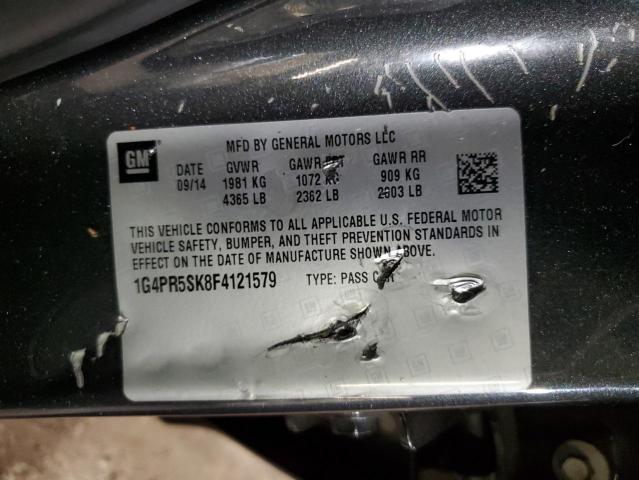 MFD BY GENERAL MOTORS LLC
GM DATE GVWR GAWR GAWR RR
09/14 1981 KG 1072 KG 909 KG
4365 LB 2362 LB 2003 LB
THIS VEHICLE CONFORMS TO ALL APPLICABLE U.S. FEDERAL MOTOR
VEHICLE SAFETY, BUMPER, AND THEFT PREVENTION STANDARDS IN
EFFECT ON THE DATE OF MANUFACTURE SHOWN ABOVE.
1G4PR5SK8F4121579 TYPE: PASS CAR